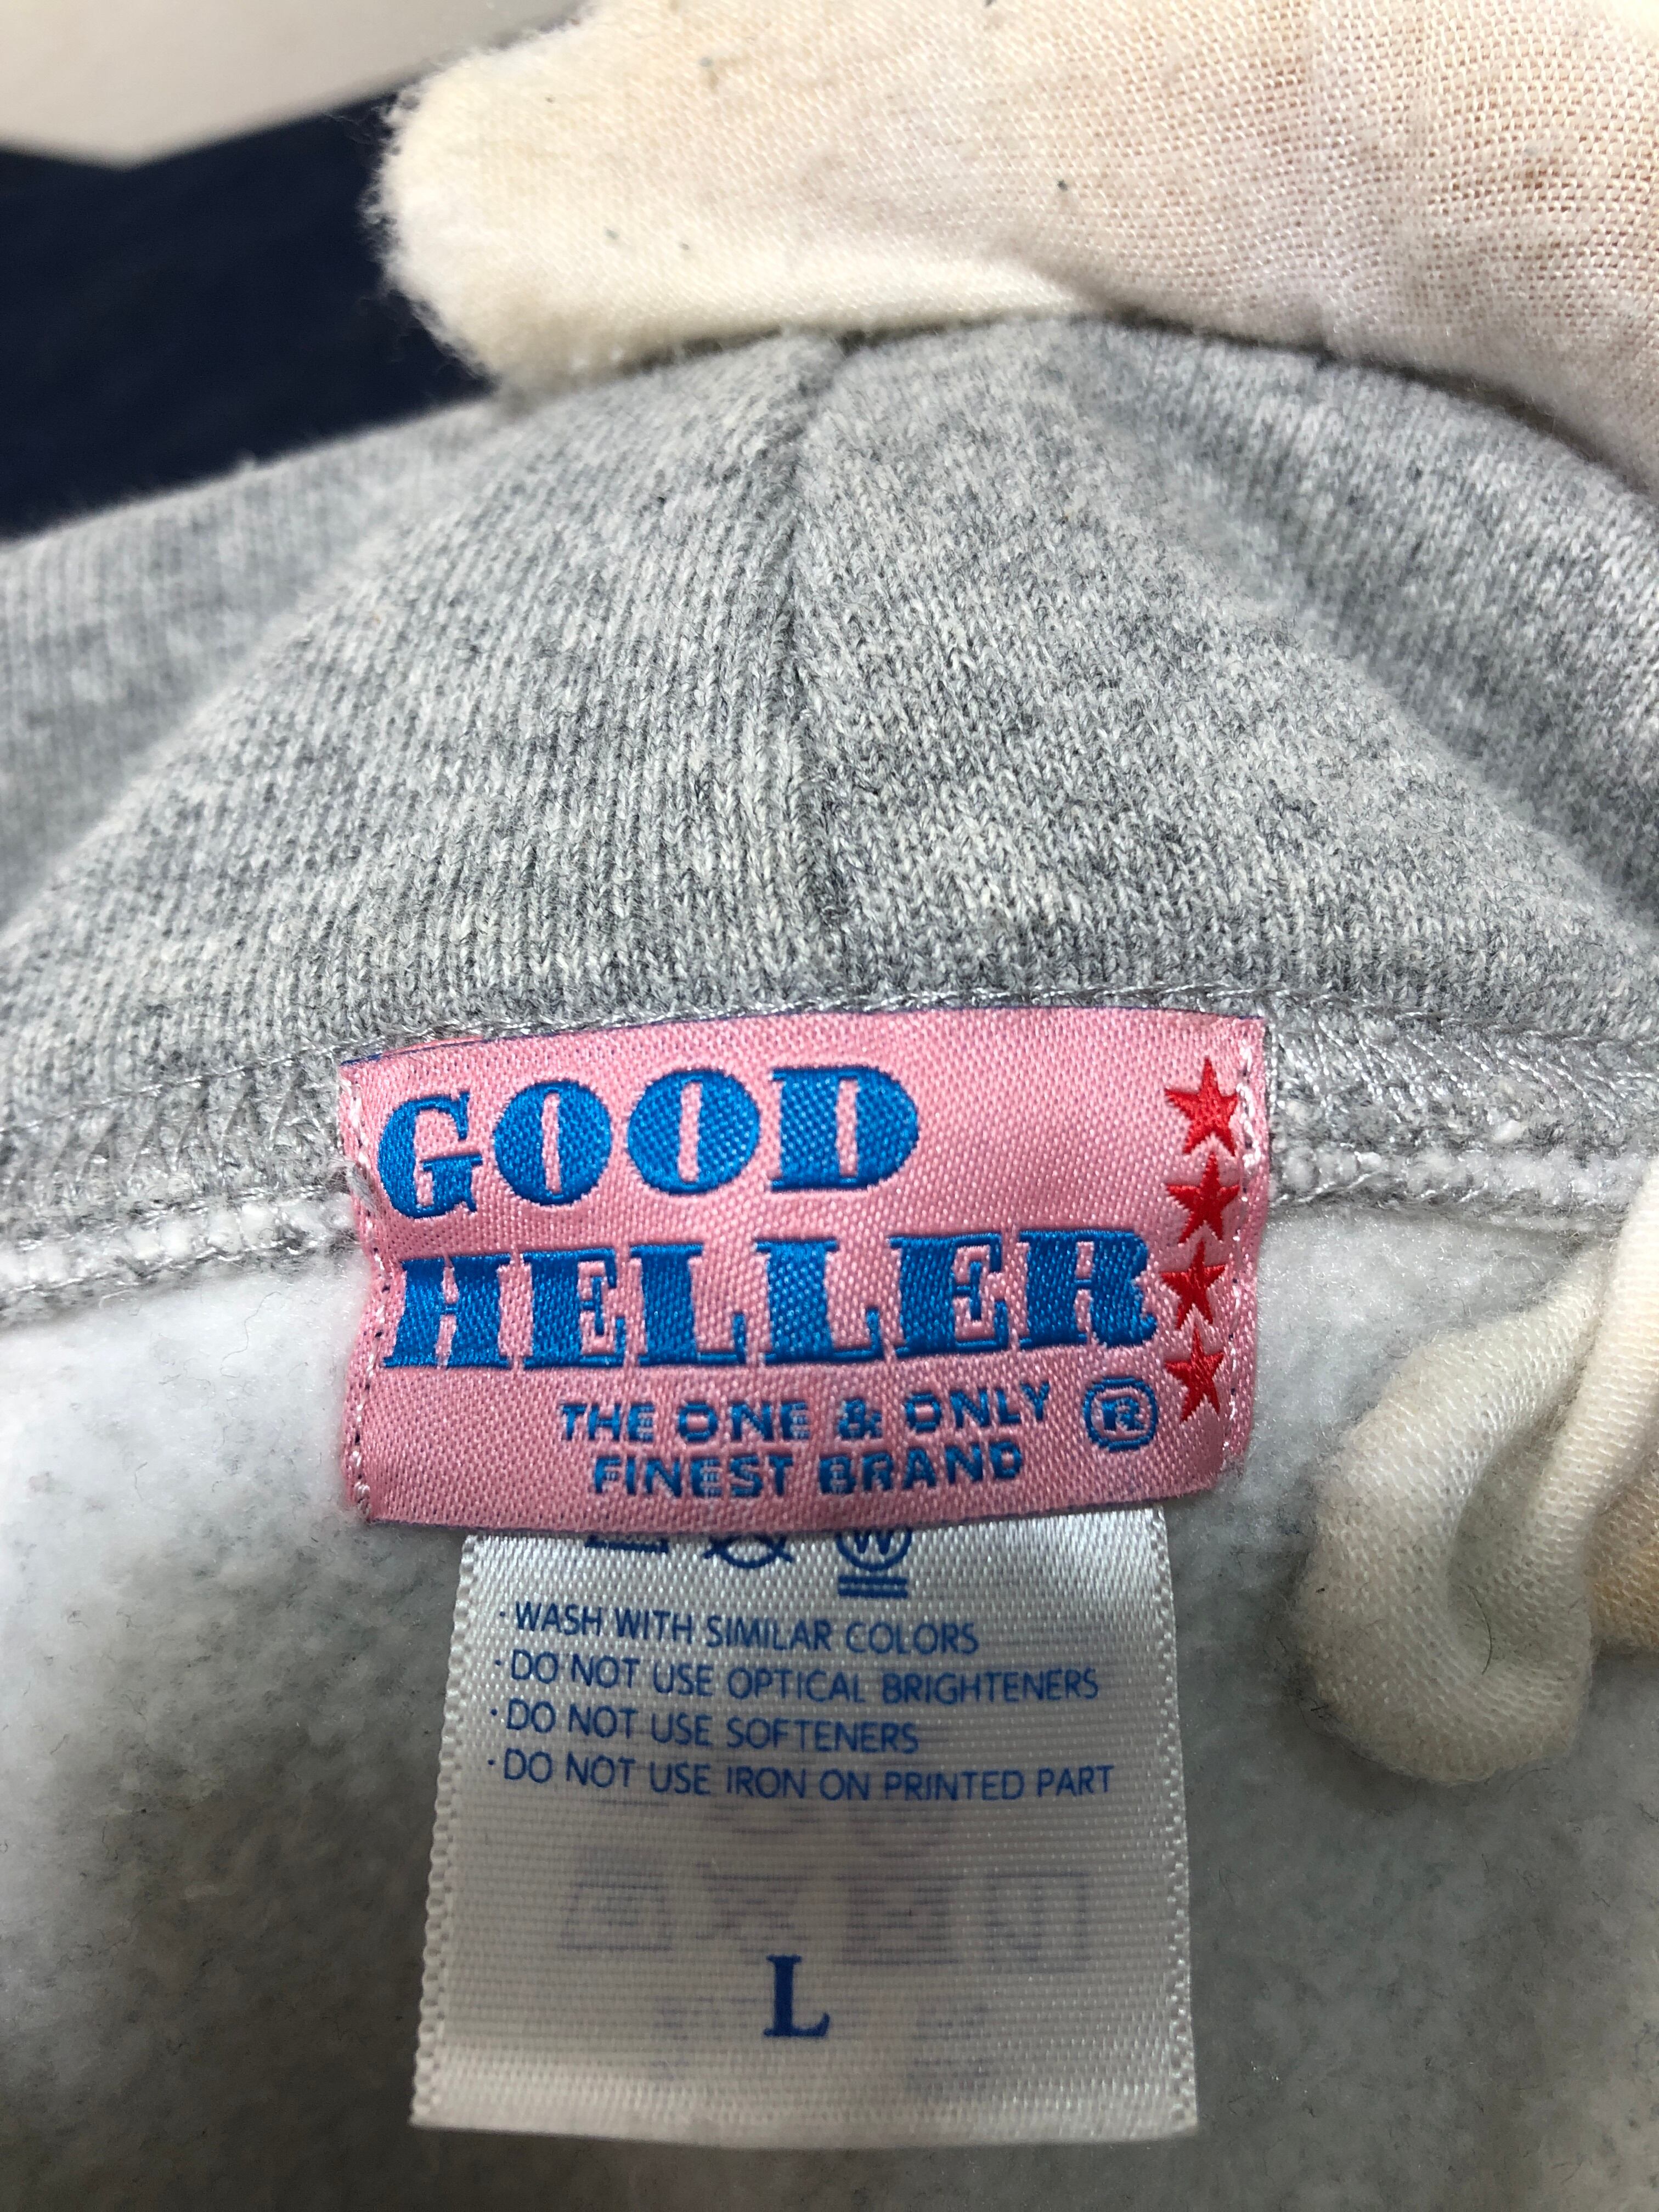 GOOD
HELLER
THE ONE & ONLY ®
FINEST BRAND
W
·WASH WITH SIMILAR COLORS
·DO NOT USE OPTICAL BRIGHTENERS
·DO NOT USE SOFTENERS
·DO NOT USE IRON ON PRINTED PART
L